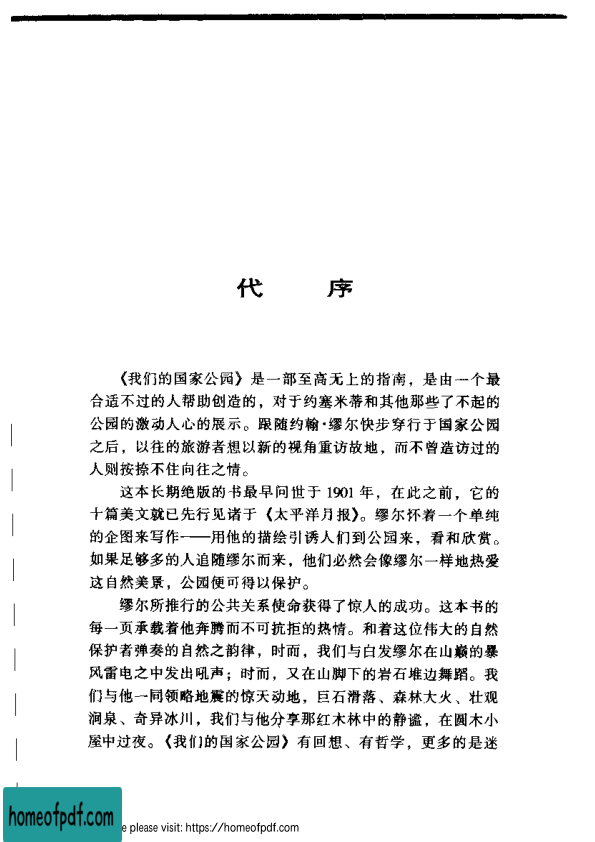 代 序
《我们的国家公园》是一部至高无上的指南，是由一个最
合适不过的人帮助创造的，对于约塞米蒂和其他那些了不起的
公园的激动人心的展示。跟随约翰·缪尔快步穿行于国家公园
之后，以往的旅游者想以新的视角重访故地，而不曾造访过的
人则按捺不住向往之情。
这本长期绝版的书最早问世于1901年，在此之前，它的
十篇美文就已先行见诸于《太平洋月报》。缪尔怀着一个单纯
的企图来写作——用他的描绘引诱人们到公园来，看和欣赏。
如果足够多的人追随缪尔而来，他们必然会像缪尔一样地热爱
这自然美景，公园便可得以保护。
缪尔所推行的公共关系使命获得了惊人的成功。这本书的
每一页承载着他奔腾而不可抗拒的热情。和着这位伟大的自然
保护者弹奏的自然之韵律，时而，我们与白发缪尔在山巅的暴
风雷电之中发出吼声；时而，又在山脚下的岩石堆边舞蹈。我
们与他一同领略地震的惊天动地，巨石滑落、森林大火、壮观
涧泉、奇异冰川，我们与他分享那红木林中的静谧，在圆木小
屋中过夜。《我们的国家公园》有回想、有哲学，更多的是迷
homeofpdf.com
e please visit: https://homeofpdf.com